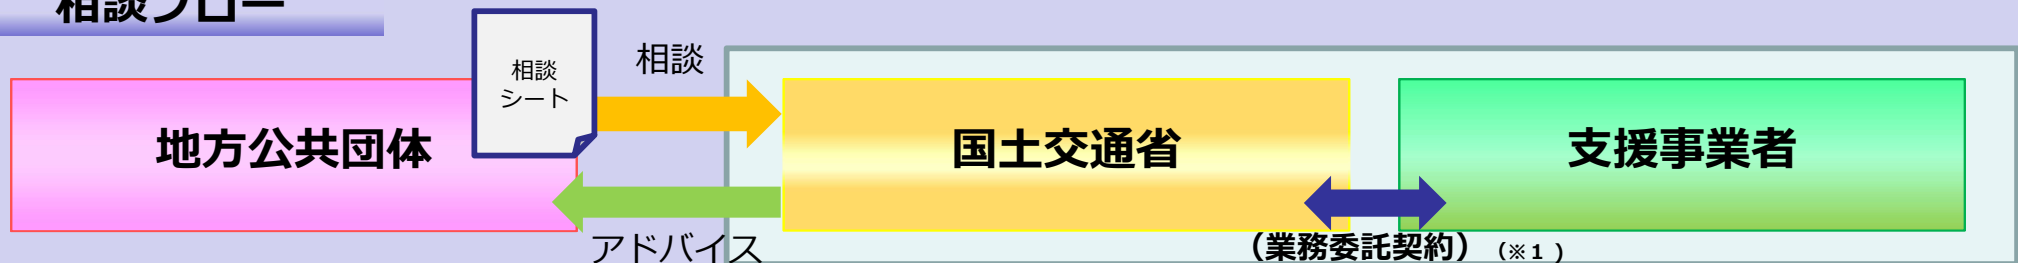 相談フロー
相談
シート
相談
地方公共団体
国土交通省
支援事業者
アドバイス
（業務委託契約）（※１）